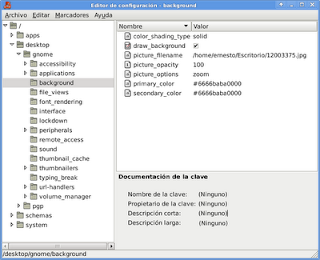 Editor de configuración - background
Archivo Editar Marcadores Ayuda
/
apps
desktop
gnome
accessibility
applications
background
file_views
font_rendering
interface
lockdown
peripherals
remote_access
sound
thumbnail_cache
thumbnailers
typing_break
url-handlers
volume_manager
pgp
schemas
system
Nombre Valor
color_shading_type solid
draw_background
picture_filename /home/ernesto/Escritorio/12003375.jpg
picture_opacity 100
picture_options zoom
primary_color #6666baba0000
secondary_color #6666baba0000
Documentación de la clave
Nombre de la clave: (Ninguno)
Propietario de la clave: (Ninguno)
Descripción corta: (Ninguno)
Descripción larga: (Ninguno)
/desktop/gnome/background